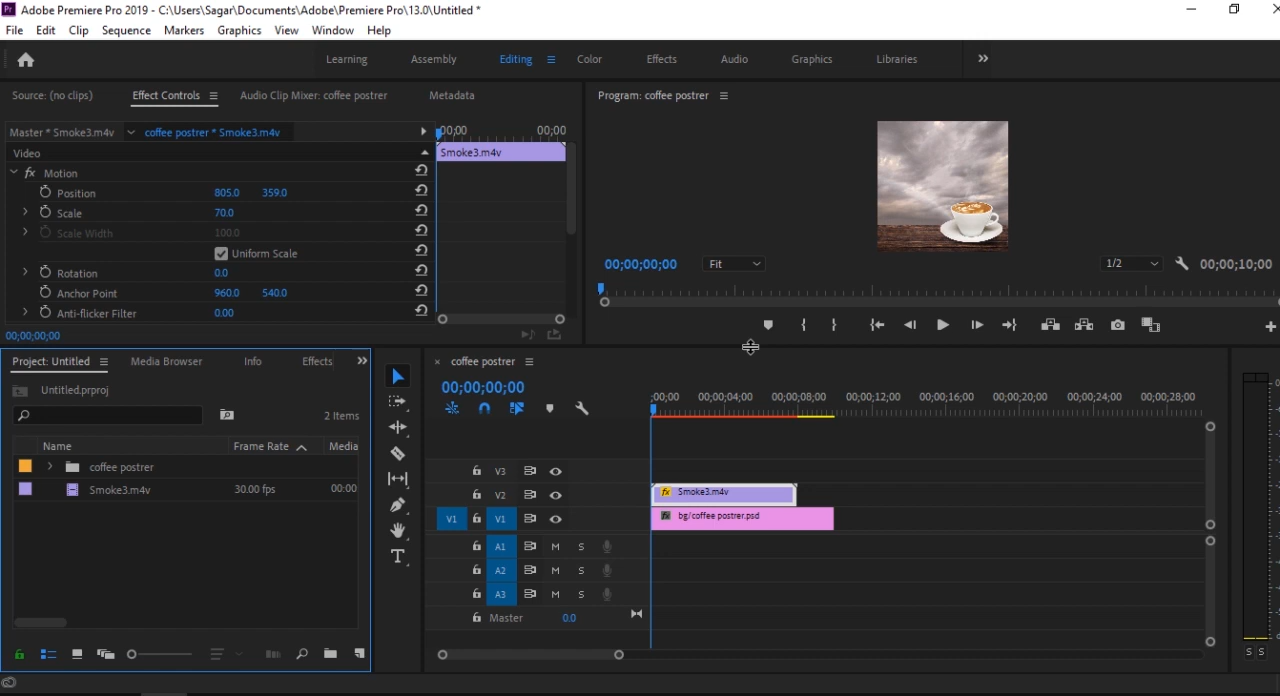 Pr Adobe Premiere Pro 2019 - C:\Users\Sagar\Documents\Adobe\Premiere Pro\13.0\Untitled *
File Edit Clip Sequence Markers Graphics View Window Help
Learning Assembly Editing Color Effects Audio Graphics Libraries
Source: (no clips) Effect Controls Audio Clip Mixer: coffee postrer Metadata
Program: coffee postrer
Master * Smoke3.m4v coffee postrer * Smoke3.m4v
00;00 00;00
Video
Smoke3.m4v
fx Motion
Position 805.0 359.0
Scale 70.0
Scale Width 100.0
Uniform Scale
Rotation 0.0
Anchor Point 960.0 540.0
Anti-flicker Filter 0.00
00;00;00;00
00;00;00;00 Fit 1/2 00;00;10;00
Project: Untitled Media Browser Info Effects
Untitled.prproj
2 Items
Name Frame Rate Media
coffee postrer
Smoke3.m4v 30.00 fps 00:00
coffee postrer
00;00;00;00
;00;00 00;00;04;00 00;00;08;00 00;00;12;00 00;00;16;00 00;00;20;00 00;00;24;00 00;00;28;00
V3
V2 fx Smoke3.m4v
V1 V1 fx bg/coffee postrer.psd
A1 M S
A2 M S
A3 M S
Master 0.0
T
0
S S